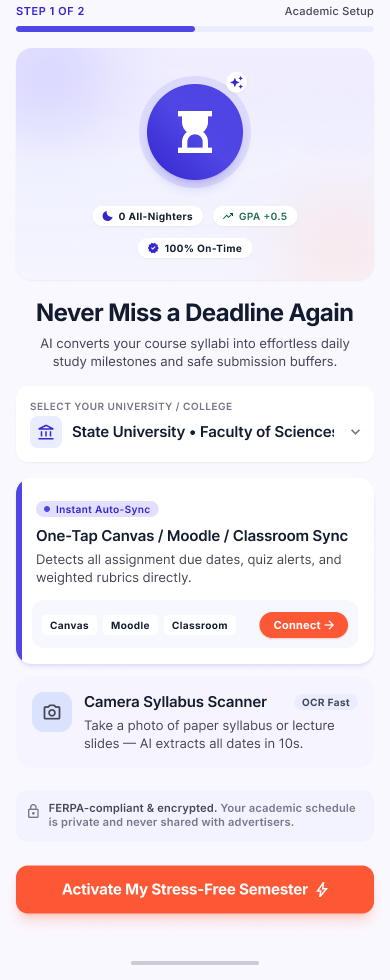 STEP 1 OF 2
Academic Setup
0 All-Nighters
GPA +0.5
100% On-Time
Never Miss a Deadline Again
AI converts your course syllabi into effortless daily
study milestones and safe submission buffers.
SELECT YOUR UNIVERSITY / COLLEGE
State University • Faculty of Sciences
Instant Auto-Sync
One-Tap Canvas / Moodle / Classroom Sync
Detects all assignment due dates, quiz alerts, and
weighted rubrics directly.
Canvas
Moodle
Classroom
Connect →
Camera Syllabus Scanner
OCR Fast
Take a photo of paper syllabus or lecture
slides — AI extracts all dates in 10s.
FERPA-compliant & encrypted. Your academic schedule
is private and never shared with advertisers.
Activate My Stress-Free Semester